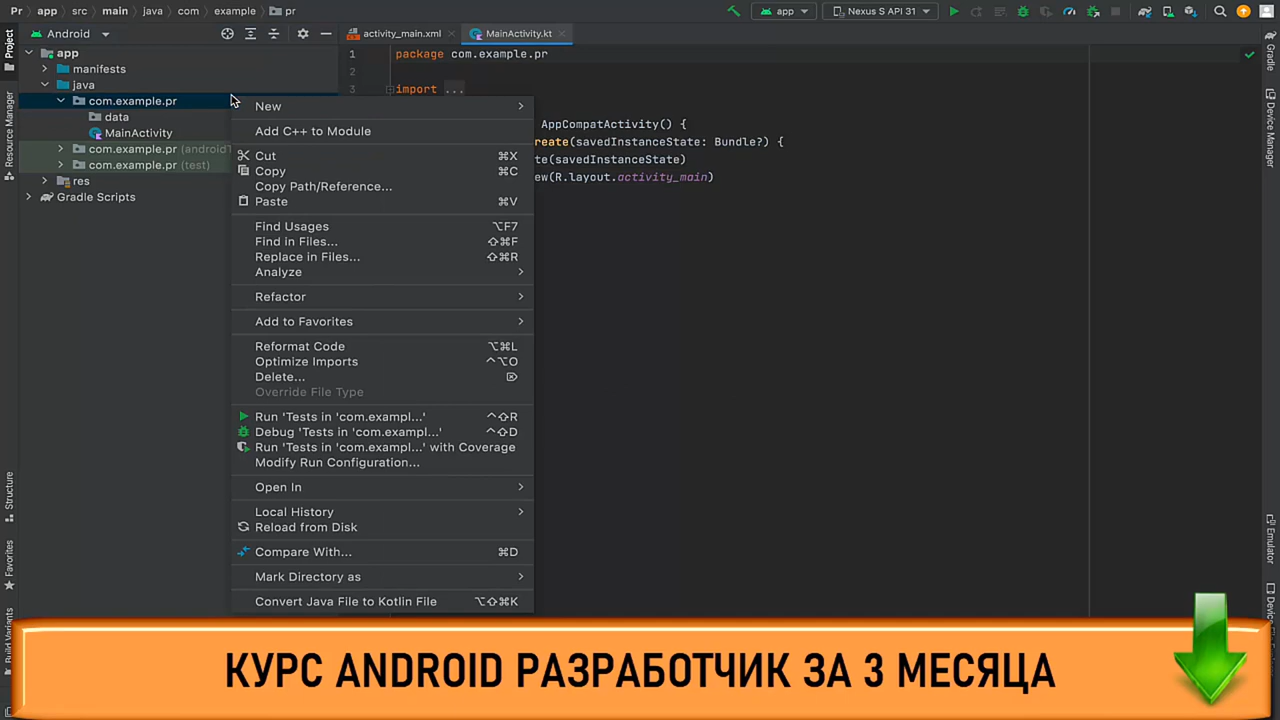 Pr app src main java com example pr app Nexus S API 31
Android activity_main.xml MainActivity.kt
Project
Resource Manager
Structure
Favorites
Build Variants
app
manifests
java
com.example.pr
data
MainActivity
com.example.pr (androidT
com.example.pr (test)
res
Gradle Scripts
1 package com.example.pr
2
3 import ...
AppCompatActivity() {
create(savedInstanceState: Bundle?) {
te(savedInstanceState)
ew(R.layout.activity_main)
New
Add C++ to Module
Cut ⌘X
Copy ⌘C
Copy Path/Reference...
Paste ⌘V
Find Usages ⌥F7
Find in Files... ⇧⌘F
Replace in Files... ⇧⌘R
Analyze
Refactor
Add to Favorites
Reformat Code ⌥⌘L
Optimize Imports ^⌥O
Delete... ⌦
Override File Type
Run 'Tests in 'com.exampl...' ^⇧R
Debug 'Tests in 'com.exampl...' ^⇧D
Run 'Tests in 'com.exampl...' with Coverage
Modify Run Configuration...
Open In
Local History
Reload from Disk
Compare With... ⌘D
Mark Directory as
Convert Java File to Kotlin File ⌥⇧⌘K
Gradle
Device Manager
Emulator
КУРС ANDROID РАЗРАБОТЧИК ЗА 3 МЕСЯЦА